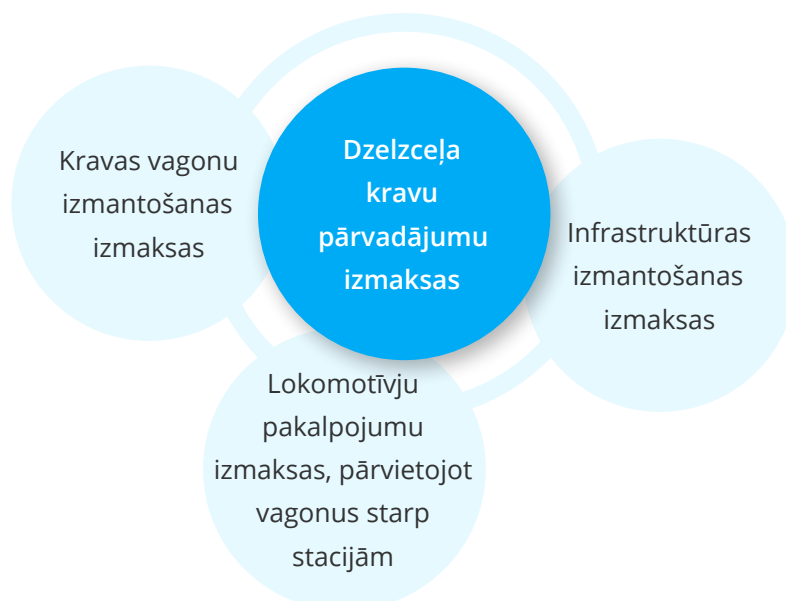 Kravas vagonu
izmantošanas
izmaksas
Dzelzceļa
kravu
pārvadājumu
izmaksas
Infrastruktūras
izmantošanas
izmaksas
Lokomotīvju
pakalpojumu
izmaksas, pārvietojot
vagonus starp
stacijām